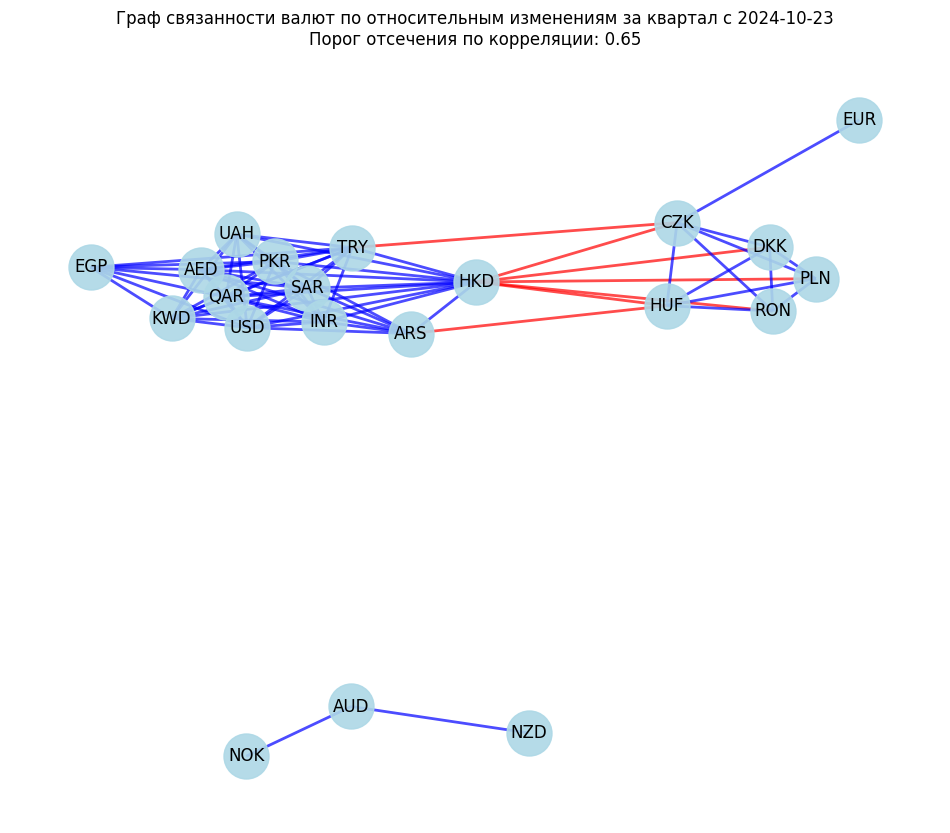 Граф связанности валют по относительным изменениям за квартал с 2024-10-23
Порог отсечения по корреляции: 0.65
EUR
CZK
UAH
DKK
TRY
PKR
EGP
AED
PLN
HKD
SAR
QAR
HUF
RON
KWD
INR
USD
ARS
AUD
NZD
NOK